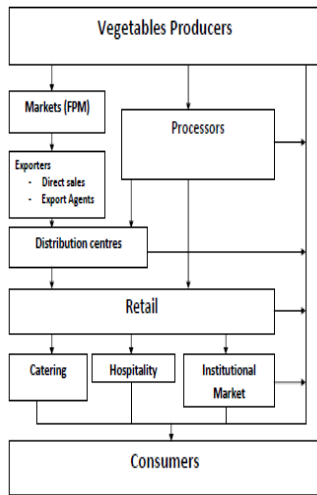 Vegetables Producers
Markets (FPM)
Processors
Exporters
- Direct sales
- Export Agents
Distribution centres
Retail
Catering
Hospitality
Institutional
Market
Consumers